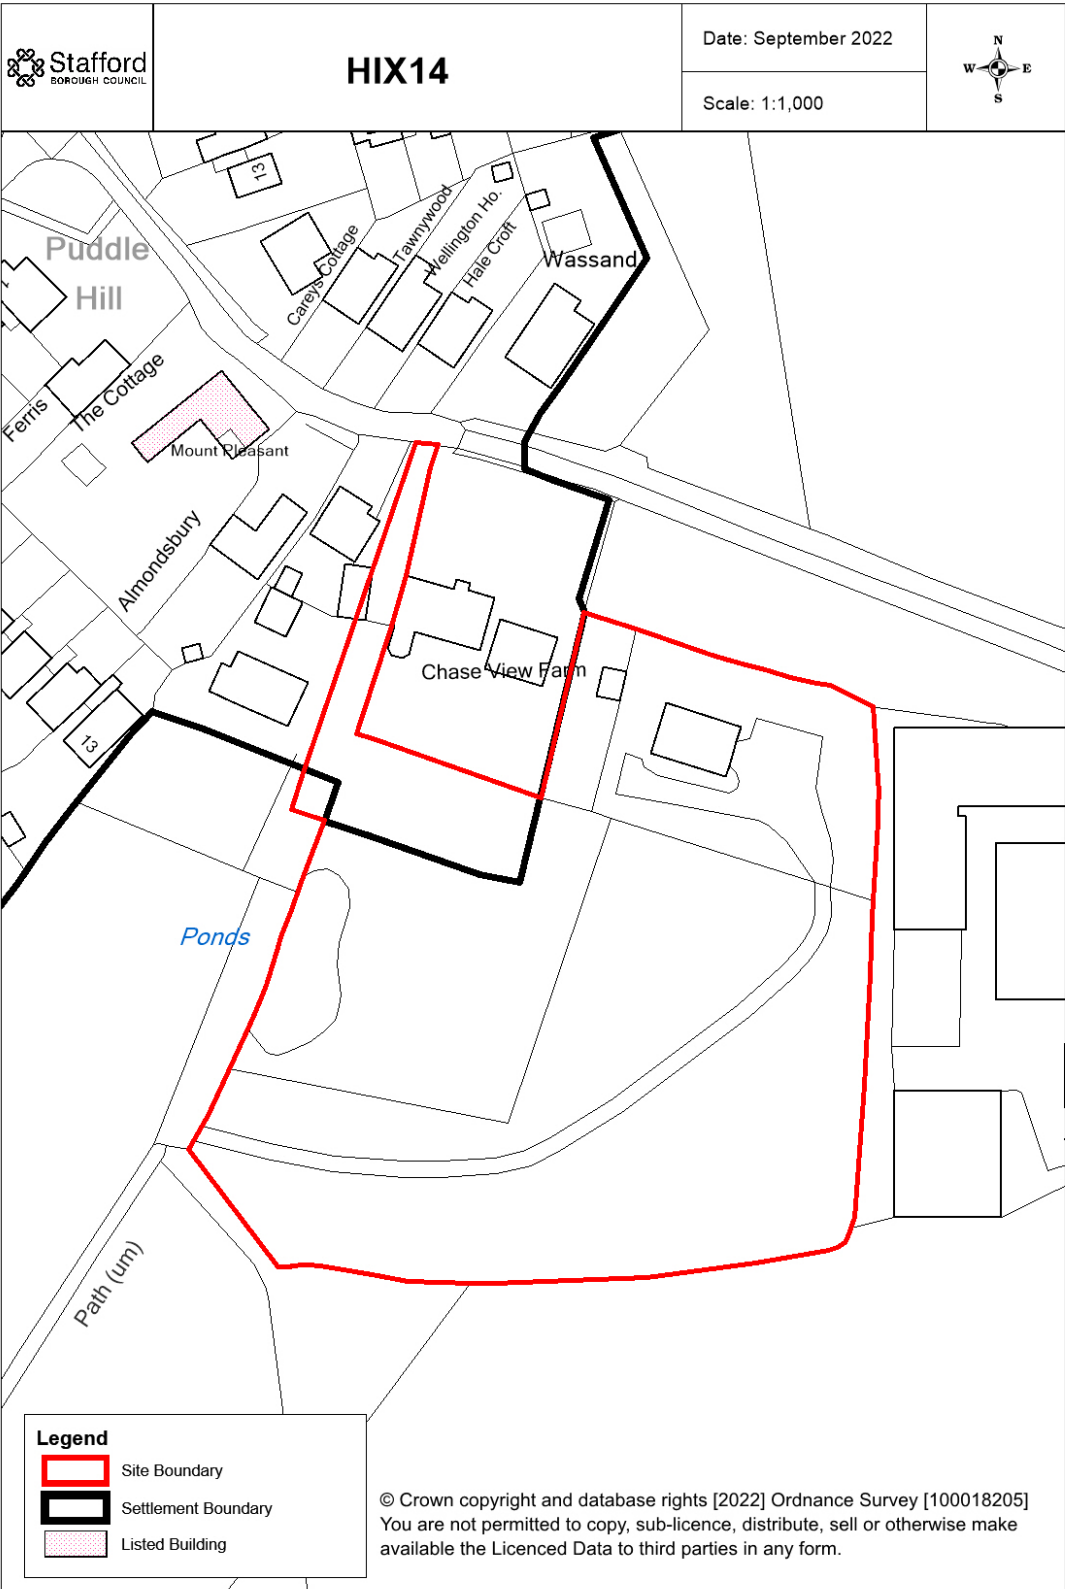 Stafford
BOROUGH COUNCIL
HIX14
Date: September 2022
Scale: 1:1,000
N
W E
S
13
Puddle
Hill
Careys Cottage
Tawnywood
Wellington Ho.
Hale Croft
Wassand
1
Ferris
The Cottage
Mount Pleasant
Almondsbury
Chase View Farm
13
Ponds
Path (um)
Legend
Site Boundary
Settlement Boundary
Listed Building
© Crown copyright and database rights [2022] Ordnance Survey [100018205]
You are not permitted to copy, sub-licence, distribute, sell or otherwise make
available the Licenced Data to third parties in any form.